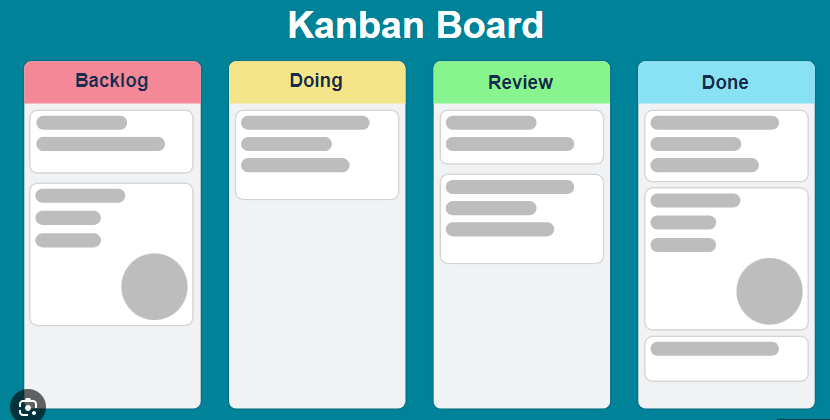 Kanban Board
Backlog
Doing
Review
Done